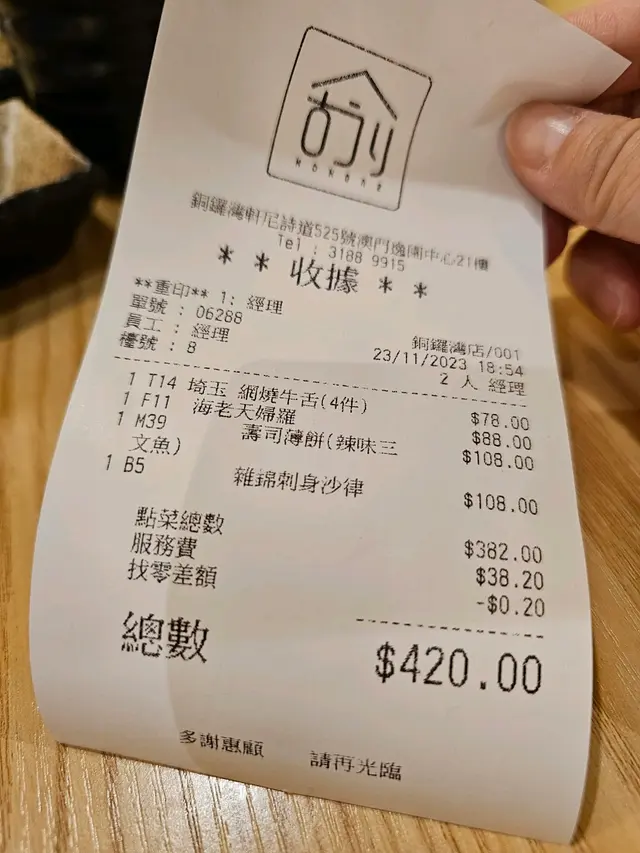 銅鑼灣軒尼詩道525號澳門逸園中心21樓
Tel : 3188 9915
* * 收據 * *
**重印** 1: 經理
單號 : 06288
銅鑼灣店/001
員工 : 經理
23/11/2023 18:54
檯號 : 8
2 人 經理
1 T14 埼玉 網燒牛舌(4件) $78.00
1 F11 海老天婦羅 $88.00
1 M39 壽司薄餅(辣味三 $108.00
文魚)
1 B5 雜錦刺身沙律 $108.00
點菜總數 $382.00
服務費 $38.20
找零差額 -$0.20
總數 $420.00
多謝惠顧 請再光臨